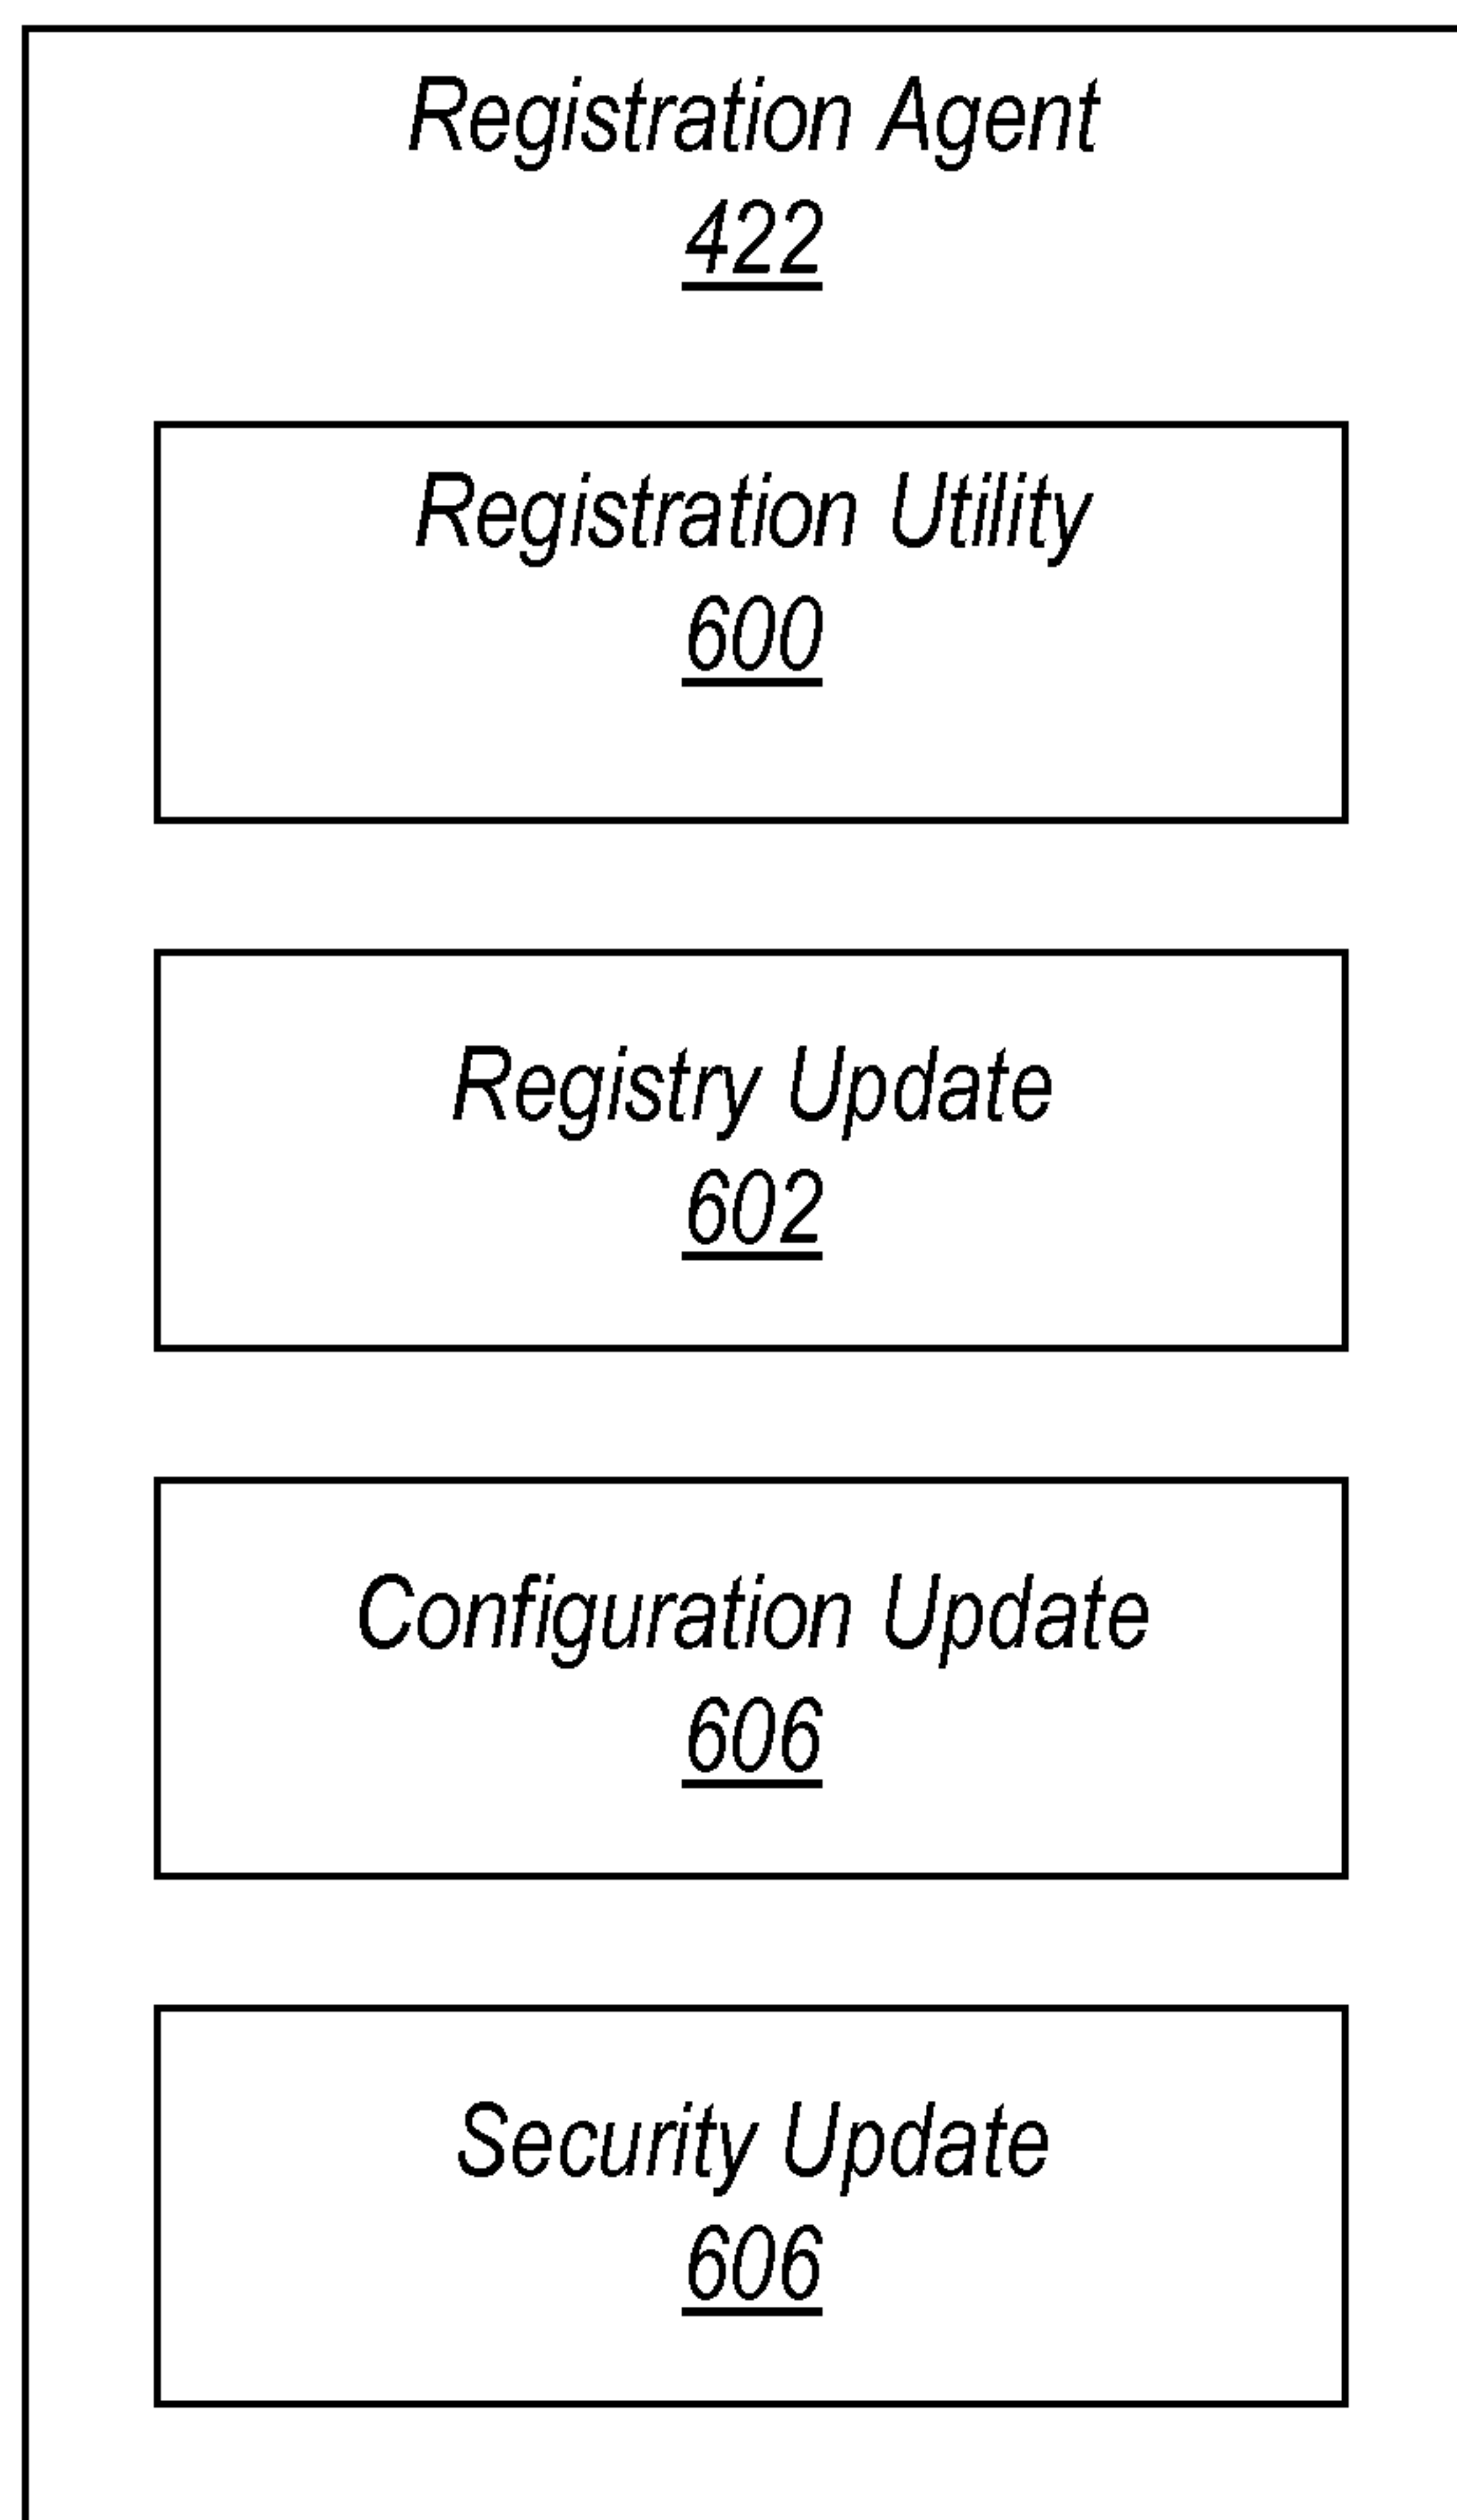 Registration Agent
422
Registration Utility
600
Registry Update
602
Configuration Update
606
Security Update
606